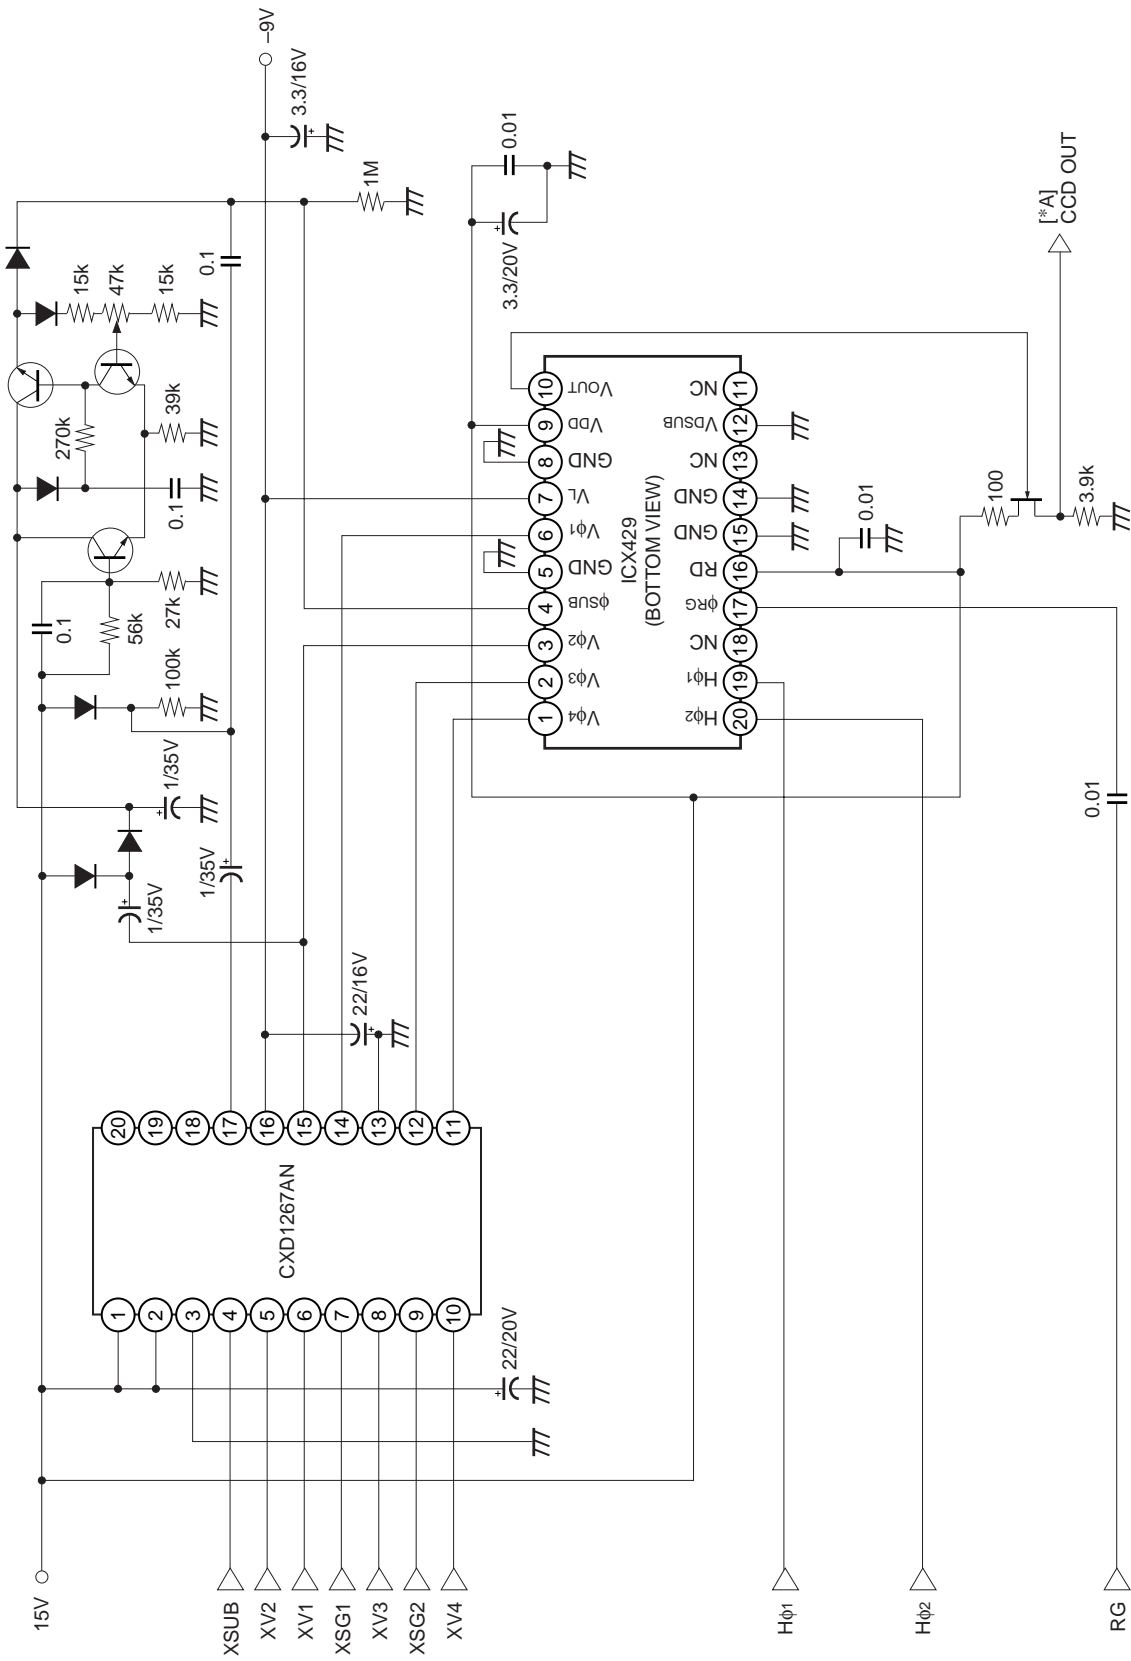 15V
XSUB
XV2
XV1
XSG1
XV3
XSG2
XV4
Hϕ1
Hϕ2
RG
22/20V
1
2
3
4
5
6
7
8
9
10
CXD1267AN
20
19
18
17
16
15
14
13
12
11
22/16V
1/35V
1/35V
1/35V
100k
0.1
56k
27k
0.1
270k
39k
15k
47k
15k
0.1
1M
–9V
3.3/16V
3.3/20V
0.01
1
2
3
4
5
6
7
8
9
10
Vϕ4
Vϕ3
Vϕ2
ϕSUB
GND
Vϕ1
VL
GND
VDD
VOUT
ICX429
(BOTTOM VIEW)
Hϕ2
Hϕ1
NC
ϕRG
RD
GND
GND
NC
VDSUB
NC
20
19
18
17
16
15
14
13
12
11
0.01
0.01
100
3.9k
[*A]
CCD OUT